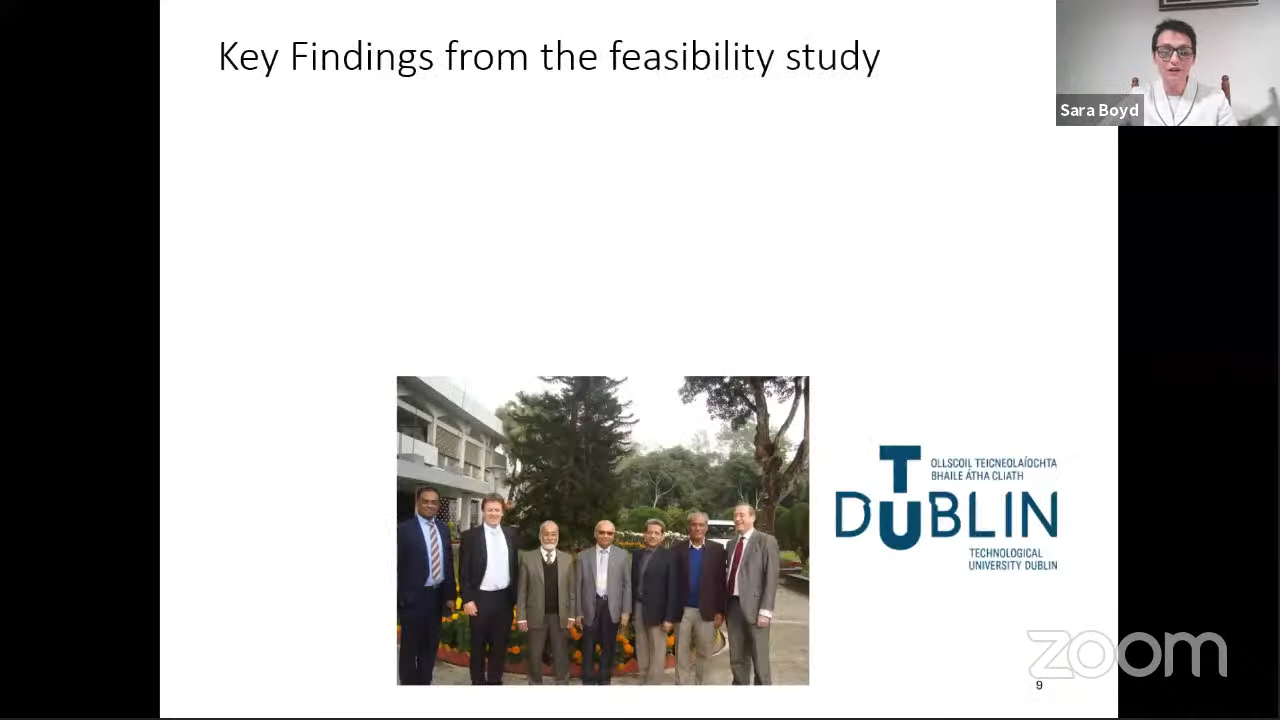 Key Findings from the feasibility study
Sara Boyd
OLLSCOIL TEICNEOLAÍOCHTA
BHAILE ÁTHA CLIATH
TU DUBLIN
TECHNOLOGICAL
UNIVERSITY DUBLIN
zoom
9